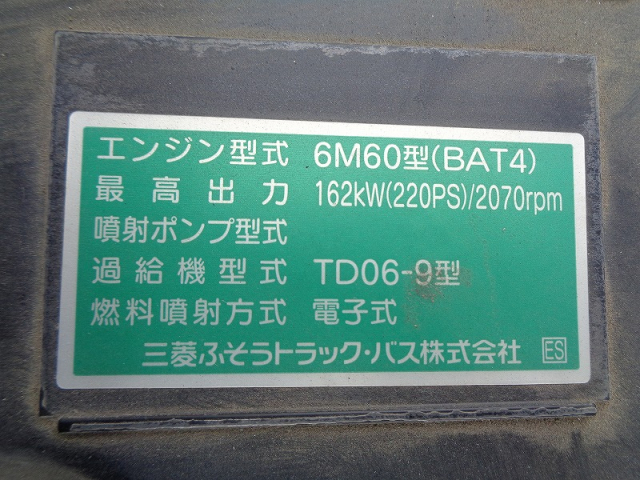 エンジン型式 6M60型(BAT4)
最高出力 162kW(220PS)/2070rpm
噴射ポンプ型式
過給機型式 TD06-9型
燃料噴射方式 電子式
三菱ふそうトラック・バス株式会社 ES